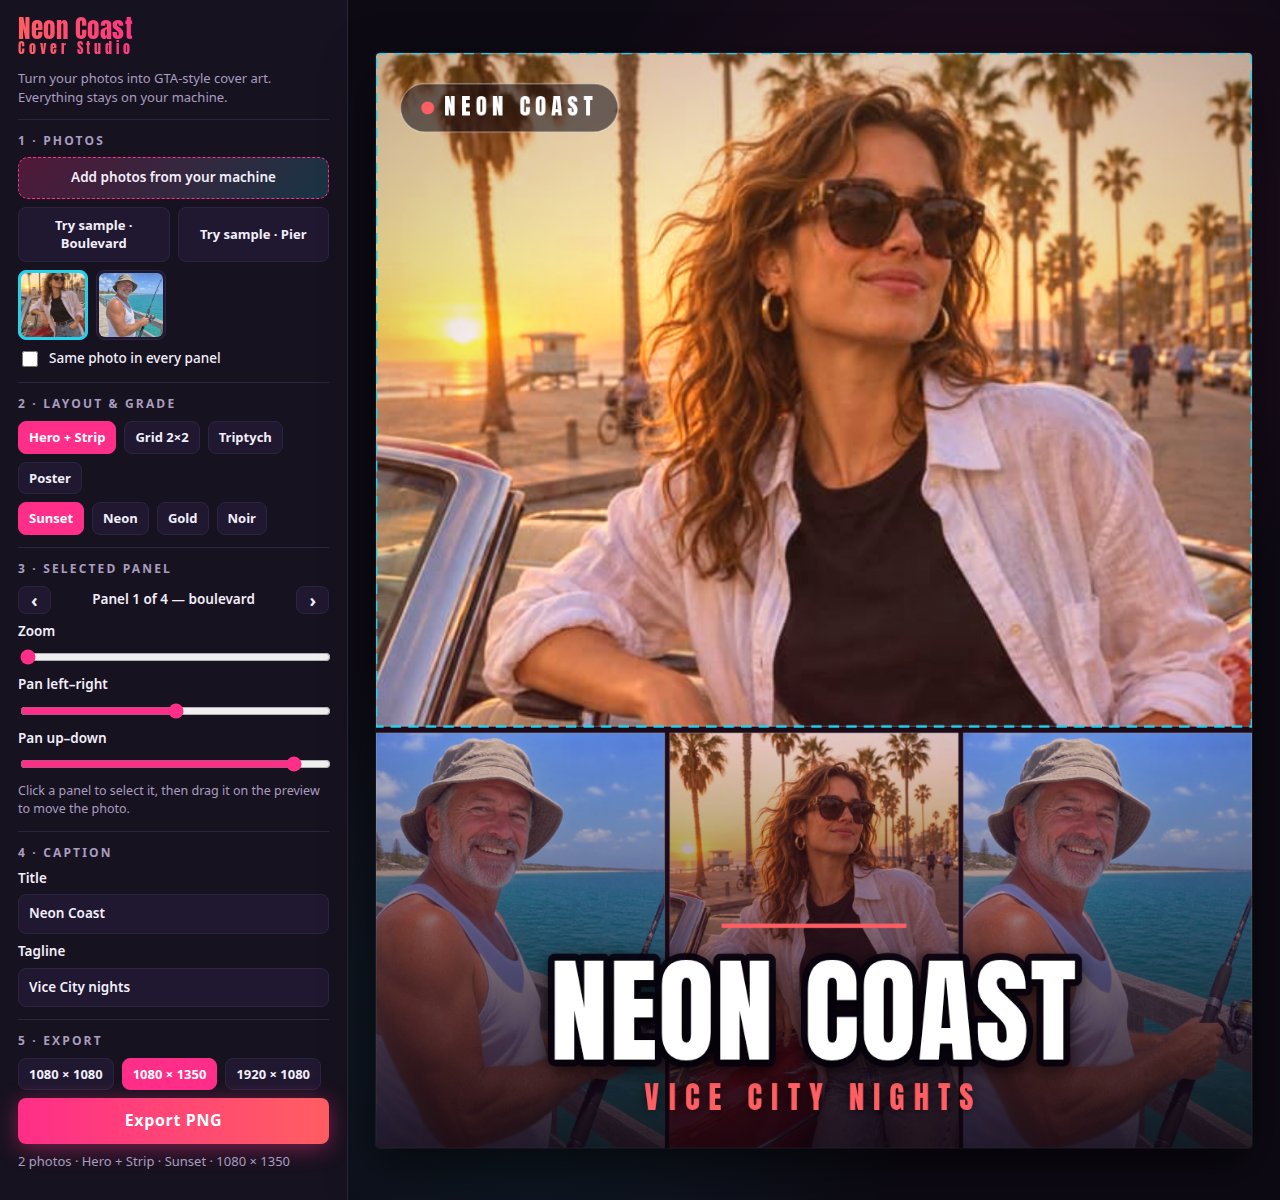 Neon Coast
Cover Studio
Turn your photos into GTA-style cover art.
Everything stays on your machine.
1 · PHOTOS
Add photos from your machine
Try sample ·
Boulevard
Try sample · Pier
Same photo in every panel
2 · LAYOUT & GRADE
Hero + Strip
Grid 2×2
Triptych
Poster
Sunset
Neon
Gold
Noir
3 · SELECTED PANEL
‹
Panel 1 of 4 — boulevard
›
Zoom
Pan left–right
Pan up–down
Click a panel to select it, then drag it on the preview
to move the photo.
4 · CAPTION
Title
Neon Coast
Tagline
Vice City nights
5 · EXPORT
1080 × 1080
1080 × 1350
1920 × 1080
Export PNG
2 photos · Hero + Strip · Sunset · 1080 × 1350
NEON COAST
NEON COAST
VICE CITY NIGHTS